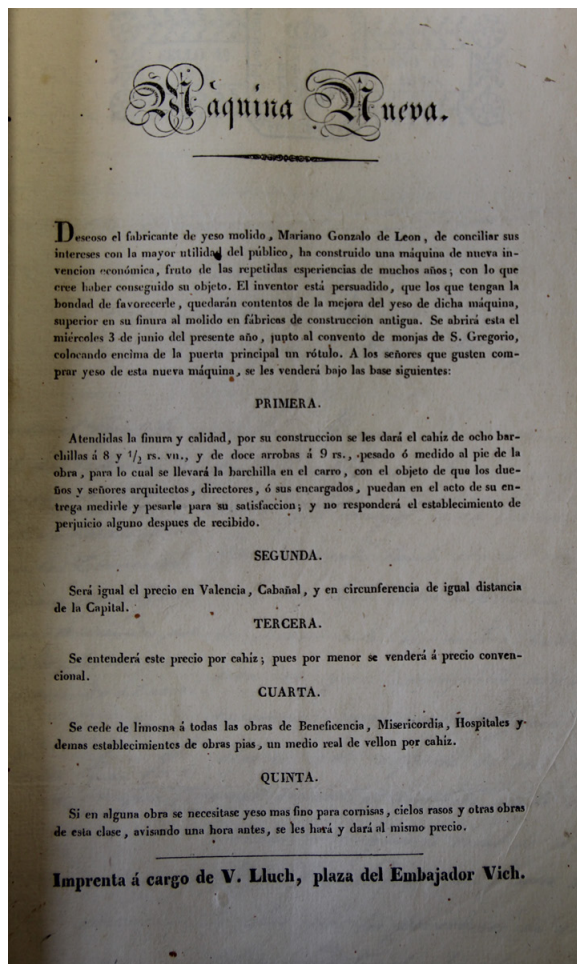 Máquina Nueva.
Deseoso el fabricante de yeso molido, Mariano Gonzalo de Leon, de conciliar sus
intereses con la mayor utilidad del público, ha construido una máquina de nueva in-
vencion económica, fruto de las repetidas esperiencias de muchos años; con lo que
cree haber conseguido su objeto. El inventor está persuadido, que los que tengan la
bondad de favorecerle, quedarán contentos de la mejora del yeso de dicha máquina,
superior en su finura al molido en fábricas de construccion antigua. Se abrirá esta el
miércoles 3 de junio del presente año, junto al convento de monjas de S. Gregorio,
colocando encima de la puerta principal un rótulo. A los señores que gusten com-
prar yeso de esta nueva máquina, se les venderá bajo las base siguientes:
PRIMERA.
Atendidas la finura y calidad, por su construccion se les dará el cahiz de ocho bar-
chillas á 8 y 1/2 rs. vn., y de doce arrobas á 9 rs., pesado ó medido al pie de la
obra, para lo cual se llevará la barchilla en el carro, con el objeto de que los due-
ños y señores arquitectos, directores, ó sus encargados, puedan en el acto de su en-
trega medirle y pesarle para su satisfaccion; y no responderá el establecimiento de
perjuicio alguno despues de recibido.
SEGUNDA.
Será igual el precio en Valencia, Cabañal, y en circunferencia de igual distancia
de la Capital.
TERCERA.
Se entenderá este precio por cahiz; pues por menor se venderá á precio conven-
cional.
CUARTA.
Se cede de limosna á todas las obras de Beneficencia, Misericordia, Hospitales y
demas establecimientos de obras pias, un medio real de vellon por cahiz.
QUINTA.
Si en alguna obra se necesitase yeso mas fino para cornisas, cielos rasos y otras obras
de esta clase, avisando una hora antes, se les hará y dará al mismo precio.
Imprenta á cargo de V. Lluch, plaza del Embajador Vich.